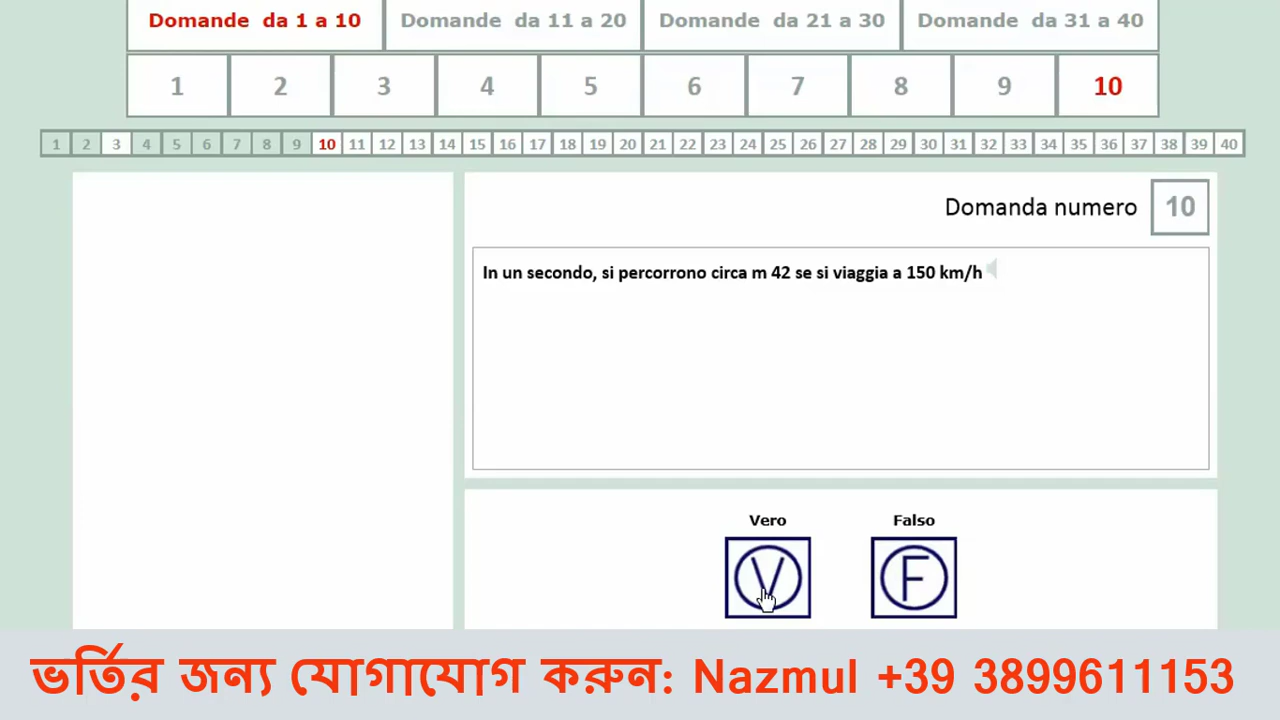 Domande da 1 a 10 Domande da 11 a 20 Domande da 21 a 30 Domande da 31 a 40
1 2 3 4 5 6 7 8 9 10
1 2 3 4 5 6 7 8 9 10 11 12 13 14 15 16 17 18 19 20 21 22 23 24 25 26 27 28 29 30 31 32 33 34 35 36 37 38 39 40
Domanda numero 10
In un secondo, si percorrono circa m 42 se si viaggia a 150 km/h
Vero Falso
V F
ভর্তির জন্য যোগাযোগ করুন: Nazmul +39 3899611153